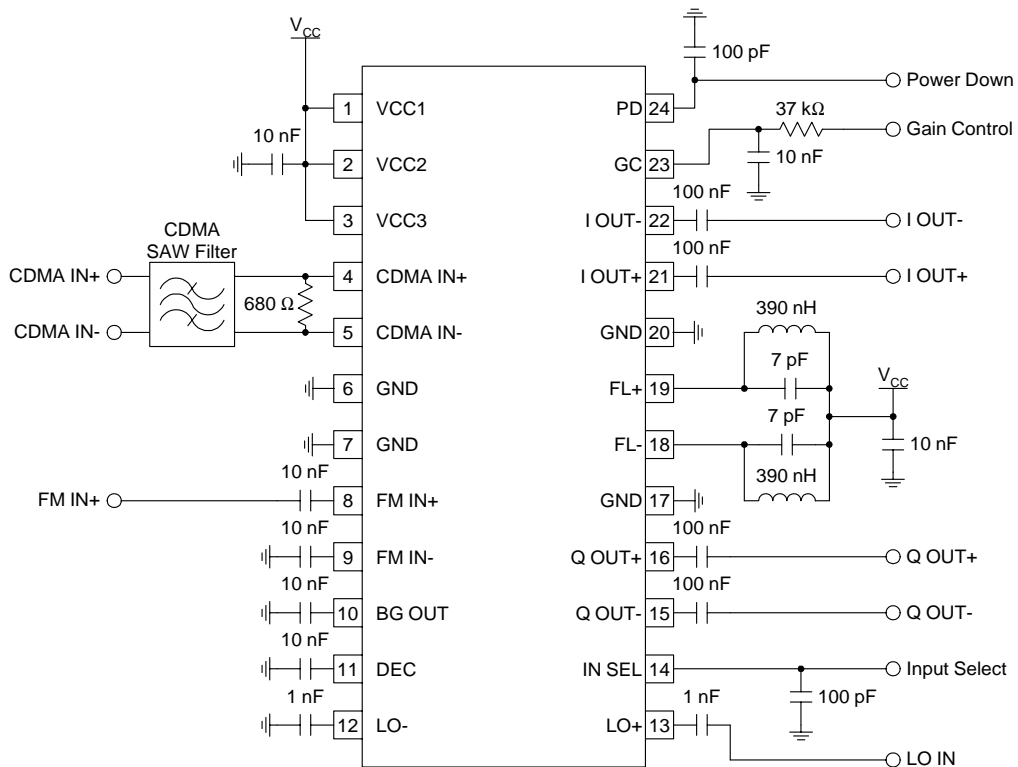 V_CC
100 pF
1 VCC1
PD 24
Power Down
37 kΩ
10 nF
Gain Control
2 VCC2
GC 23
10 nF
100 nF
3 VCC3
I OUT- 22
I OUT-
CDMA
SAW Filter
100 nF
CDMA IN+
4 CDMA IN+
I OUT+ 21
I OUT+
680 Ω
390 nH
CDMA IN-
5 CDMA IN-
GND 20
7 pF
V_CC
6 GND
FL+ 19
7 pF
7 GND
FL- 18
10 nF
10 nF
390 nH
FM IN+
8 FM IN+
GND 17
10 nF
100 nF
9 FM IN-
Q OUT+ 16
Q OUT+
10 nF
100 nF
10 BG OUT
Q OUT- 15
Q OUT-
10 nF
11 DEC
IN SEL 14
Input Select
1 nF
1 nF
100 pF
12 LO-
LO+ 13
LO IN